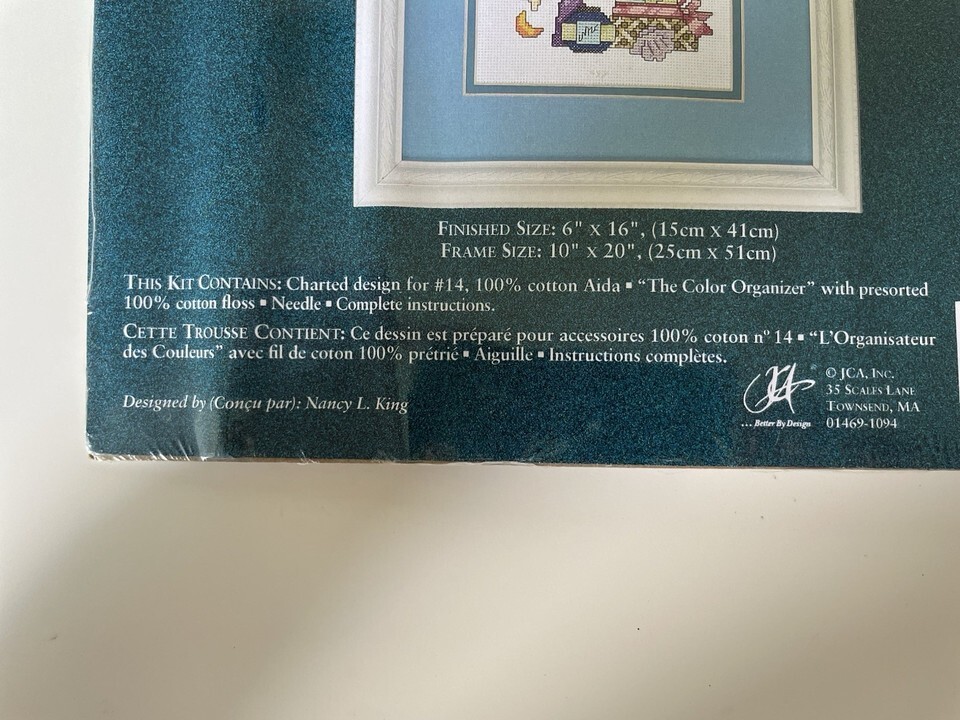 FINISHED SIZE: 6" X 16", (15cm X 41cm)
FRAME SIZE: 10" X 20", (25cm X 51cm)
THIS KIT CONTAINS: Charted design for #14, 100% cotton Aida ▪ “The Color Organizer” with presorted
100% cotton floss ▪ Needle ▪ Complete instructions.
CETTE TROUSSE CONTIENT: Ce dessin est préparé pour accessoires 100% coton nº 14 ▪ “L’Organisateur
des Couleurs” avec fil de coton 100% prétrié ▪ Aiguille ▪ Instructions complètes.
Designed by (Conçu par): Nancy L. King
JCA ®
... Better By Design
© JCA, INC.
35 SCALES LANE
TOWNSEND, MA
01469-1094